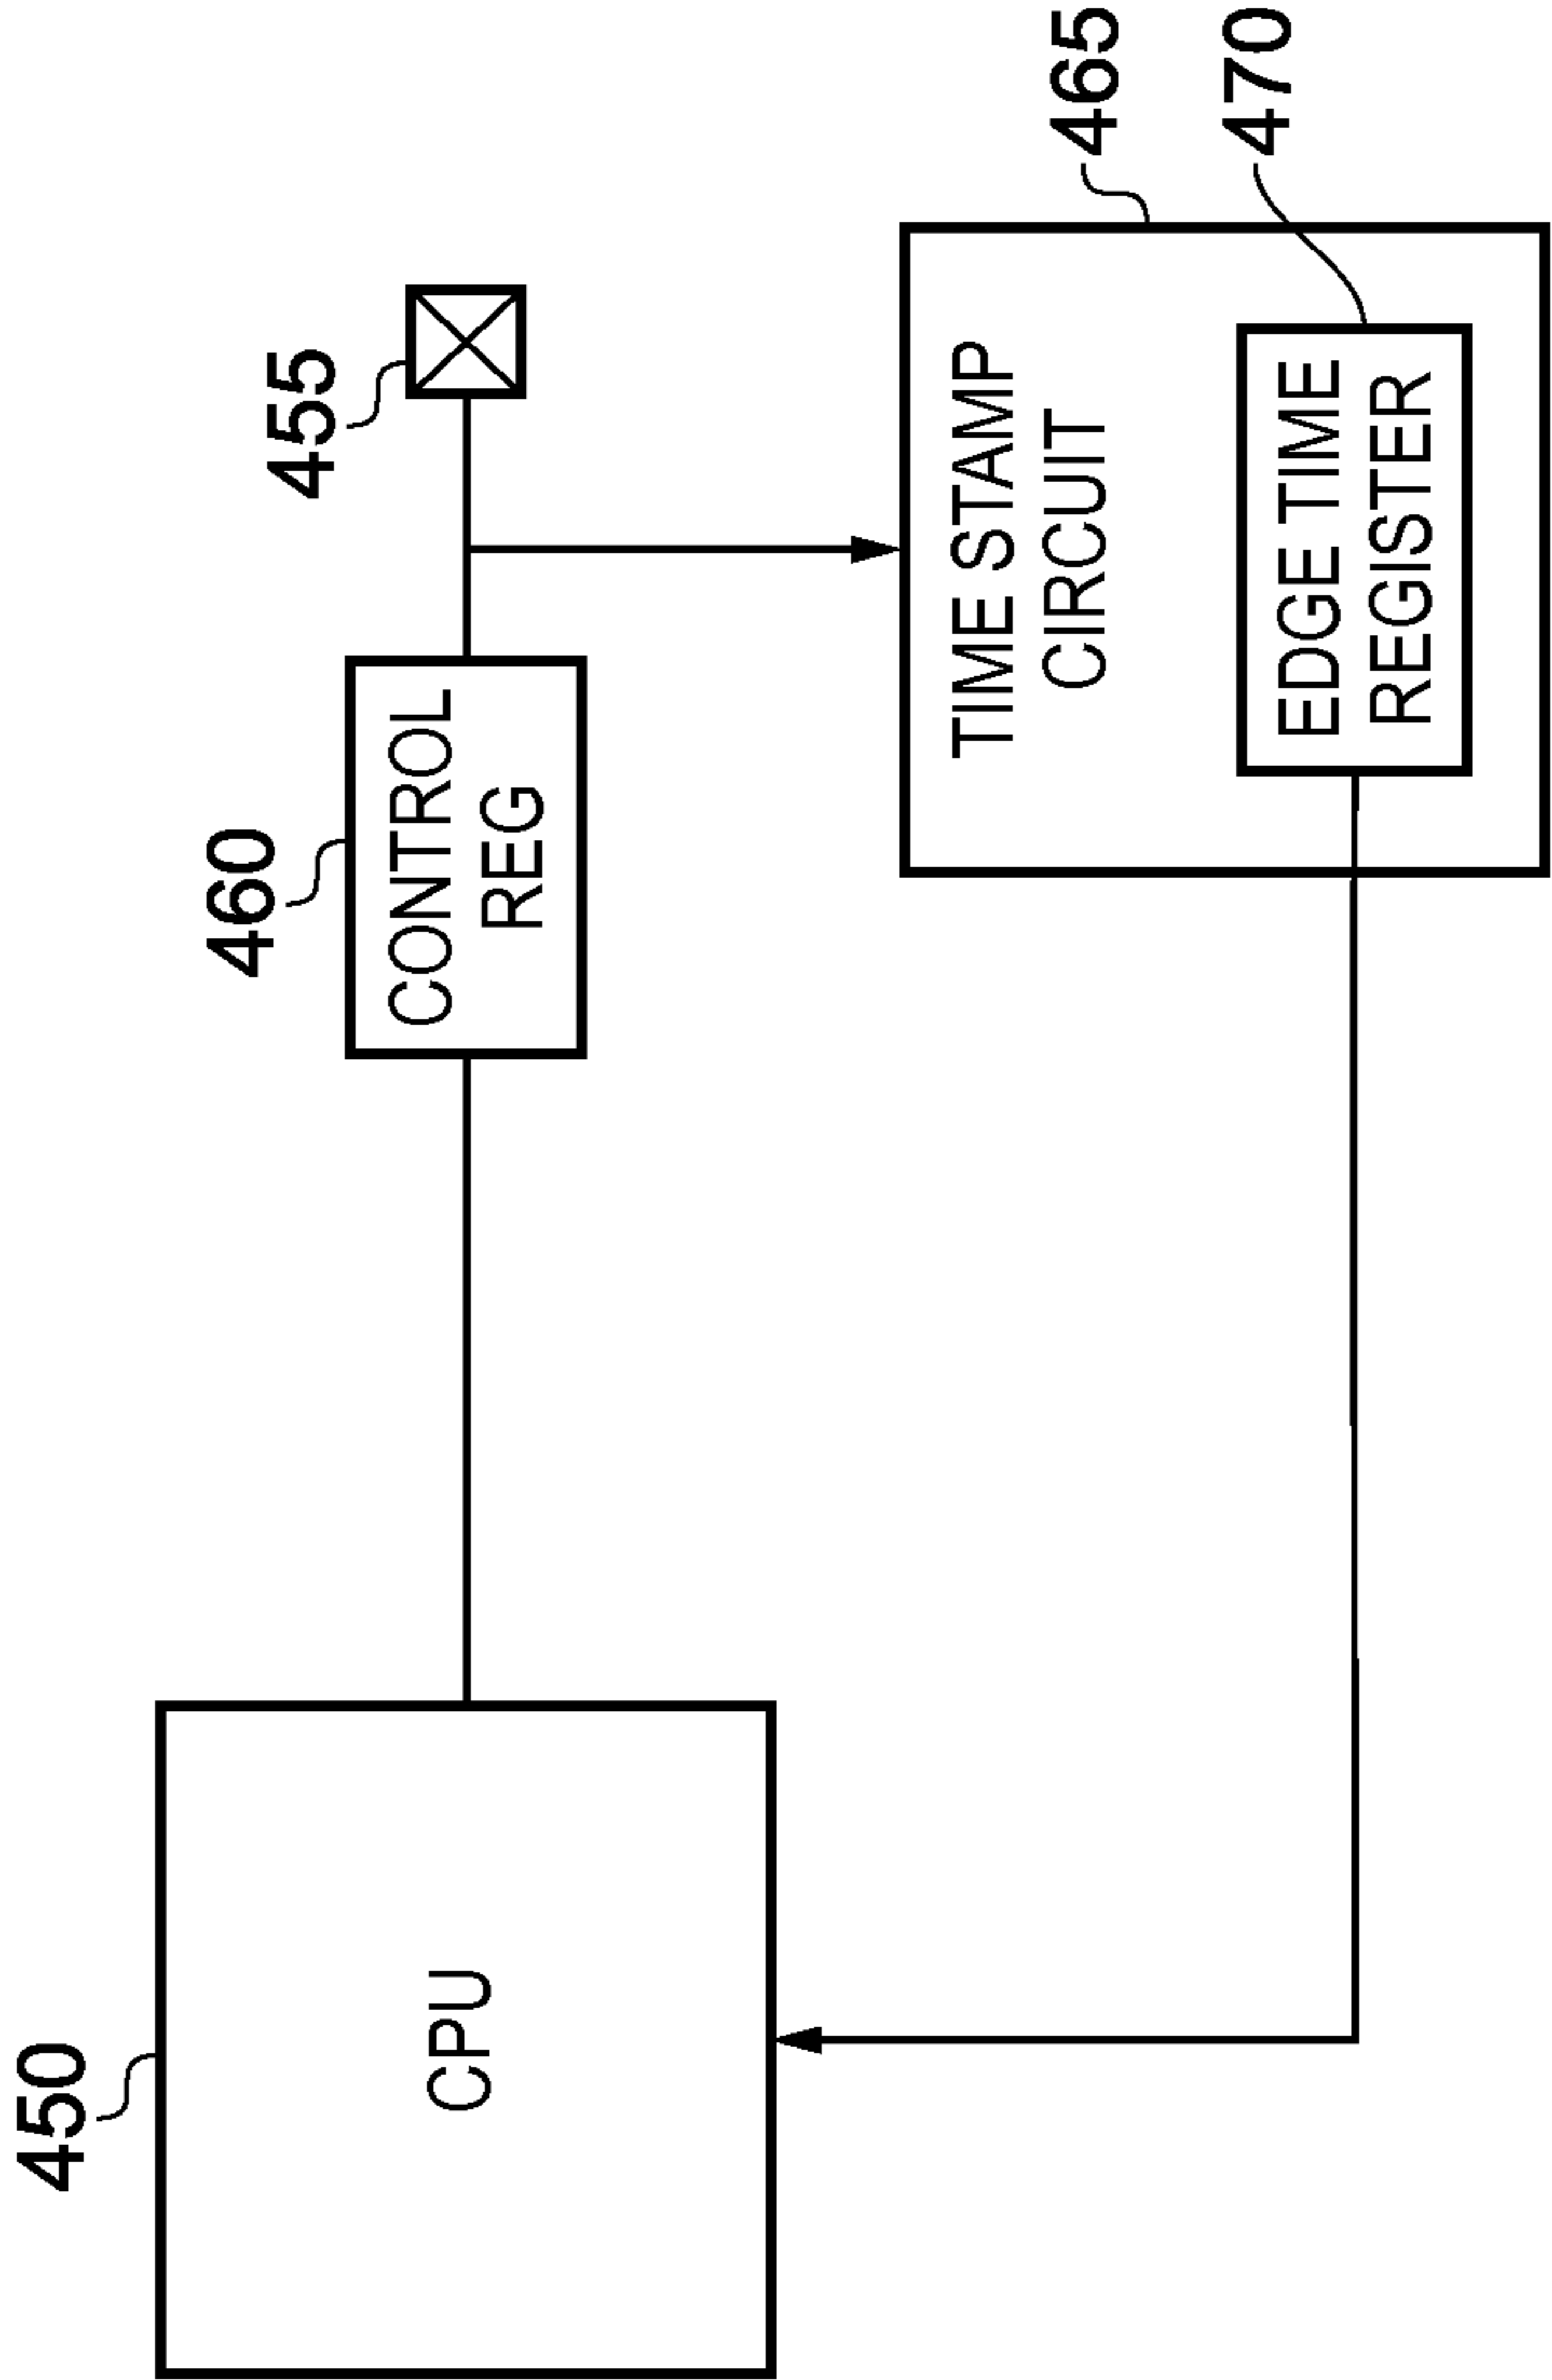 450
CPU
460
CONTROL
REG
455
465
TIME STAMP
CIRCUIT
470
EDGE TIME
REGISTER